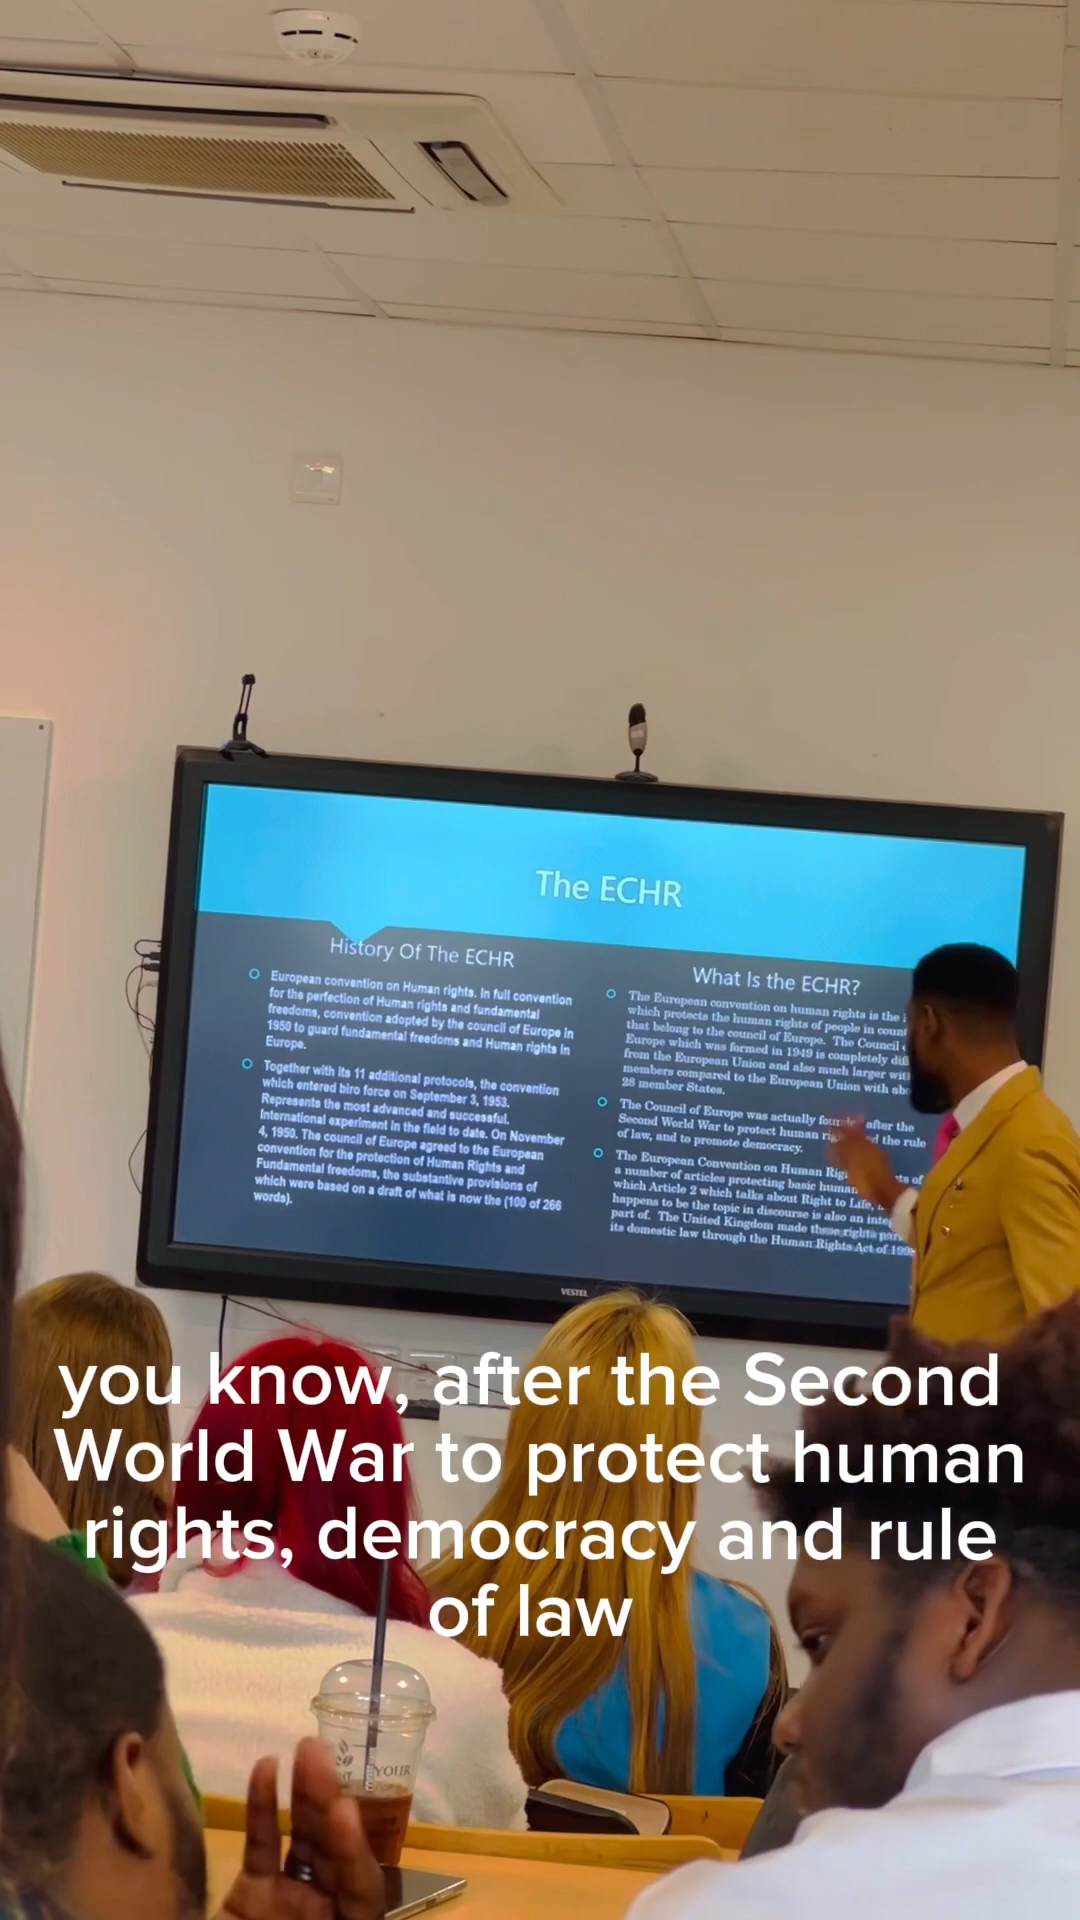 The ECHR
History Of The ECHR
European convention on Human rights. In full convention
for the perfection of Human rights and fundamental
freedoms, convention adopted by the council of Europe in
1950 to guard fundamental freedoms and Human rights in
Europe.
Together with its 11 additional protocols, the convention
which entered biro force on September 3, 1953.
Represents the most advanced and successful.
International experiment in the field to date. On November
4, 1950. The council of Europe agreed to the European
convention for the protection of Human Rights and
Fundamental freedoms, the substantive provisions of
which were based on a draft of what is now the (100 of 266
words).
What Is the ECHR?
The European convention on human rights is the
which protects the human rights of people in
that belong to the council of Europe. The Council
Europe which was formed in 1949 is completely
from the European Union and also much larger
members compared to the European Union with
28 member States.
The Council of Europe was actually after the
Second World War to protect human the rule
of law, and to promote democracy.
The European Convention on Human of
a number of articles protecting basic human
which Article 2 which talks about Right to Life,
happens to be the topic in discourse is also an
part of. The United Kingdom made these rights
its domestic law through the Human Rights Act of
VESTEL
you know, after the Second
World War to protect human
rights, democracy and rule
of law
YOUR